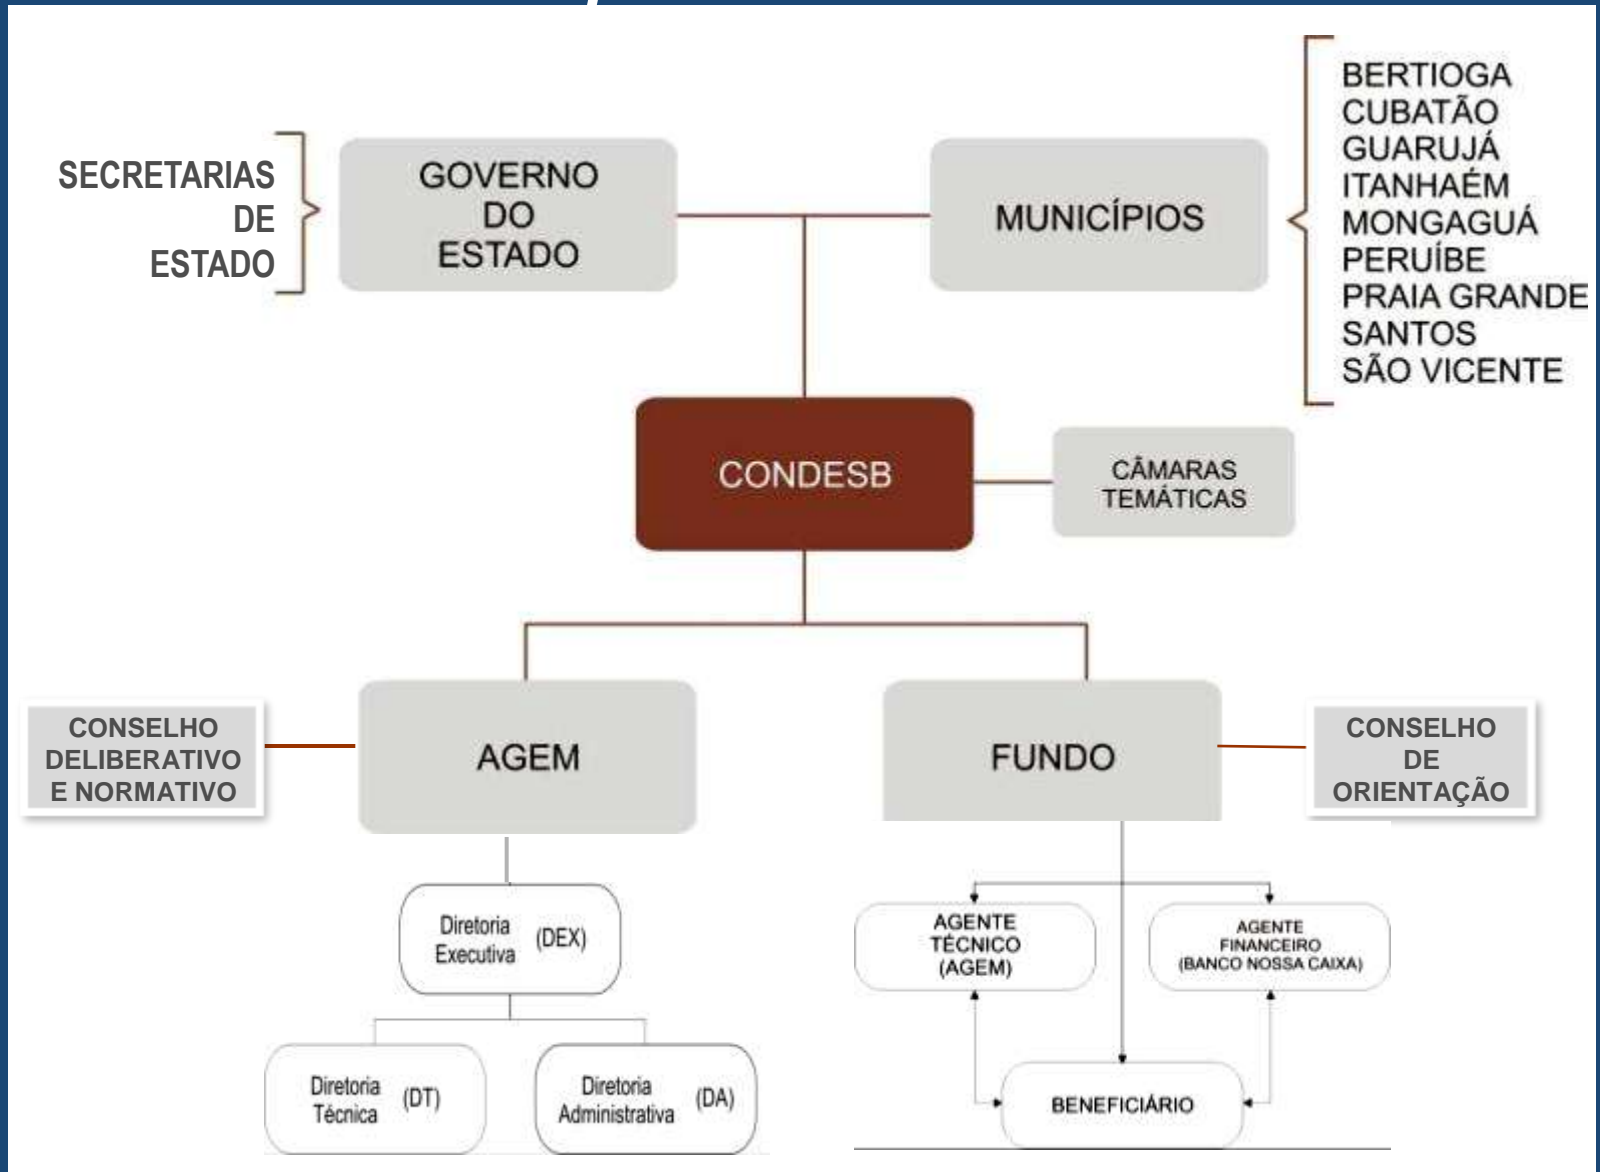 SECRETARIAS
DE
ESTADO
GOVERNO
DO
ESTADO
MUNICÍPIOS
BERTIOGA
CUBATÃO
GUARUJÁ
ITANHAÉM
MONGAGUÁ
PERUÍBE
PRAIA GRANDE
SANTOS
SÃO VICENTE
CONDESB
CÂMARAS
TEMÁTICAS
CONSELHO
DELIBERATIVO
E NORMATIVO
AGEM
FUNDO
CONSELHO
DE
ORIENTAÇÃO
Diretoria
Executiva (DEX)
AGENTE
TÉCNICO
(AGEM)
AGENTE
FINANCEIRO
(BANCO NOSSA CAIXA)
Diretoria
Técnica (DT)
Diretoria
Administrativa (DA)
BENEFICIÁRIO